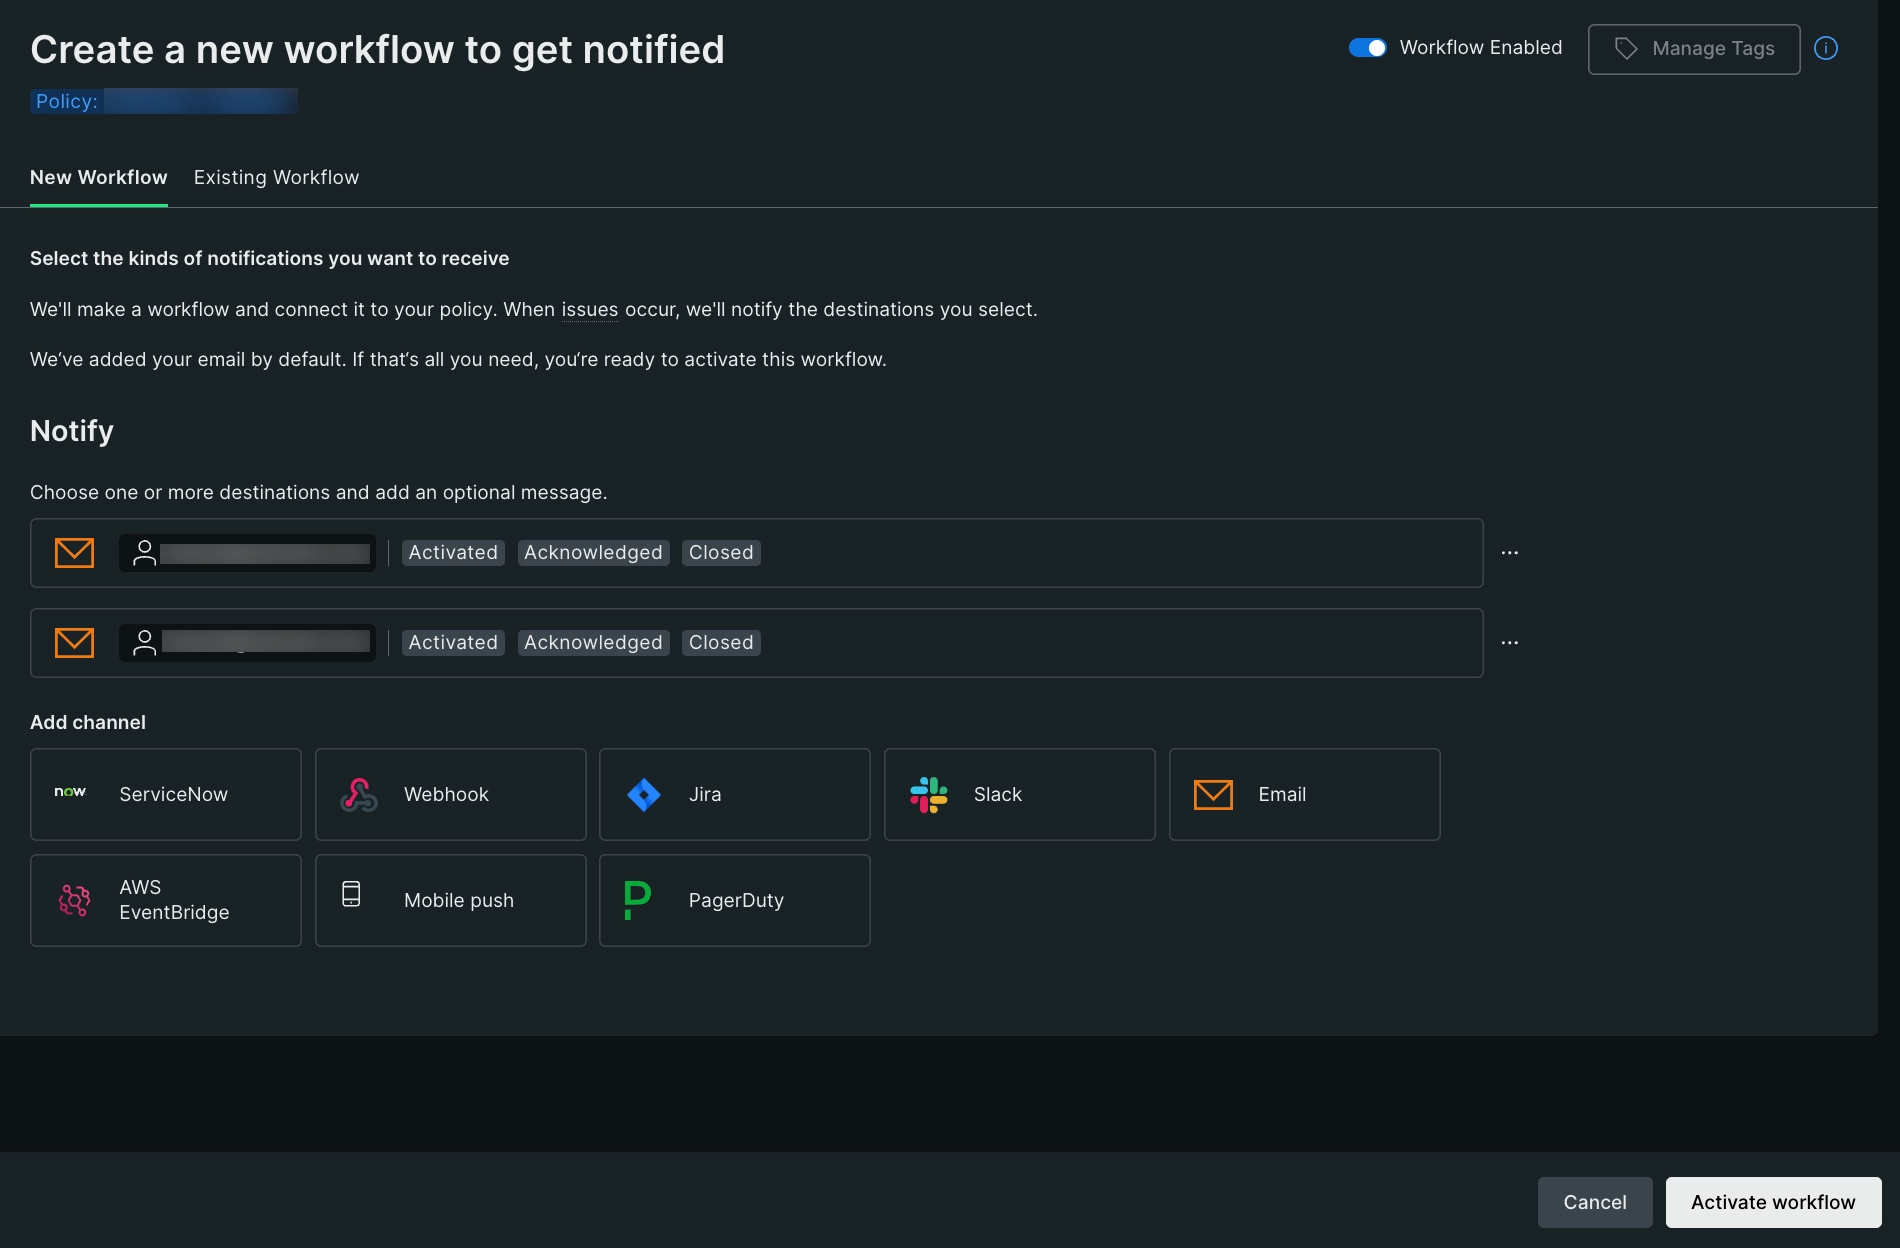 Create a new workflow to get notified
Workflow Enabled
Manage Tags
Policy:
New Workflow
Existing Workflow
Select the kinds of notifications you want to receive
We'll make a workflow and connect it to your policy. When issues occur, we'll notify the destinations you select.
We‘ve added your email by default. If that‘s all you need, you‘re ready to activate this workflow.
Notify
Choose one or more destinations and add an optional message.
Activated Acknowledged Closed
Activated Acknowledged Closed
Add channel
now ServiceNow
Webhook
Jira
Slack
Email
AWS
EventBridge
Mobile push
PagerDuty
Cancel
Activate workflow